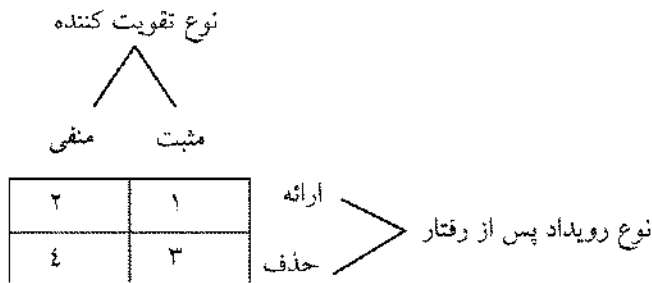 نوع تقویت کننده
مثبت منفی
ارائه ۱ ۲
نوع رویداد پس از رفتار
حذف ۳ ٤